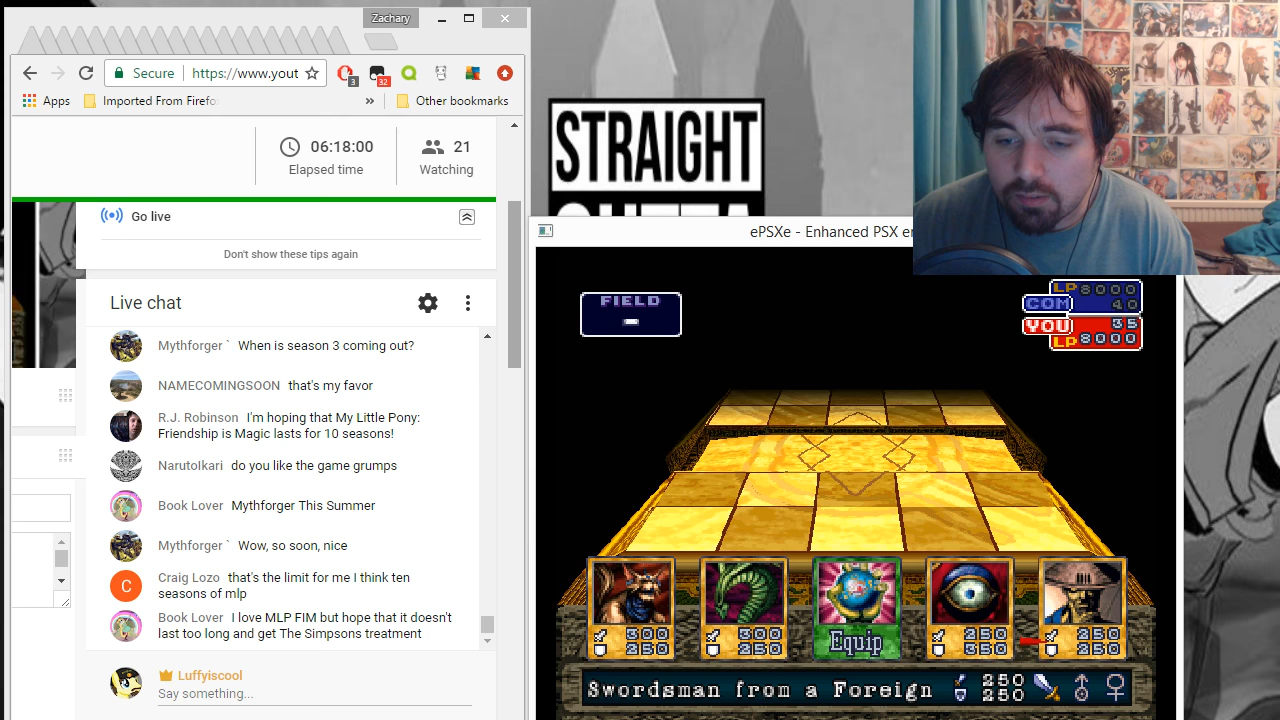 Zachary
Secure https://www.yout
3
32
Apps Imported From Firefo » Other bookmarks
06:18:00
Elapsed time
21
Watching
Go live
Don't show these tips again
Live chat
Mythforger ` When is season 3 coming out?
NAMECOMINGSOON that's my favor
R.J. Robinson I'm hoping that My Little Pony:
Friendship is Magic lasts for 10 seasons!
NarutoIkari do you like the game grumps
Book Lover Mythforger This Summer
Mythforger ` Wow, so soon, nice
C
Craig Lozo that's the limit for me I think ten
seasons of mlp
Book Lover I love MLP FIM but hope that it doesn't
last too long and get The Simpsons treatment
Luffyiscool
Say something...
STRAIGHT
ePSXe - Enhanced PSX e
FIELD
LP 8000
COM 40
YOU 35
LP 8000
300
250
300
250
Equip
250
350
250
250
Swordsman from a Foreign 250
250